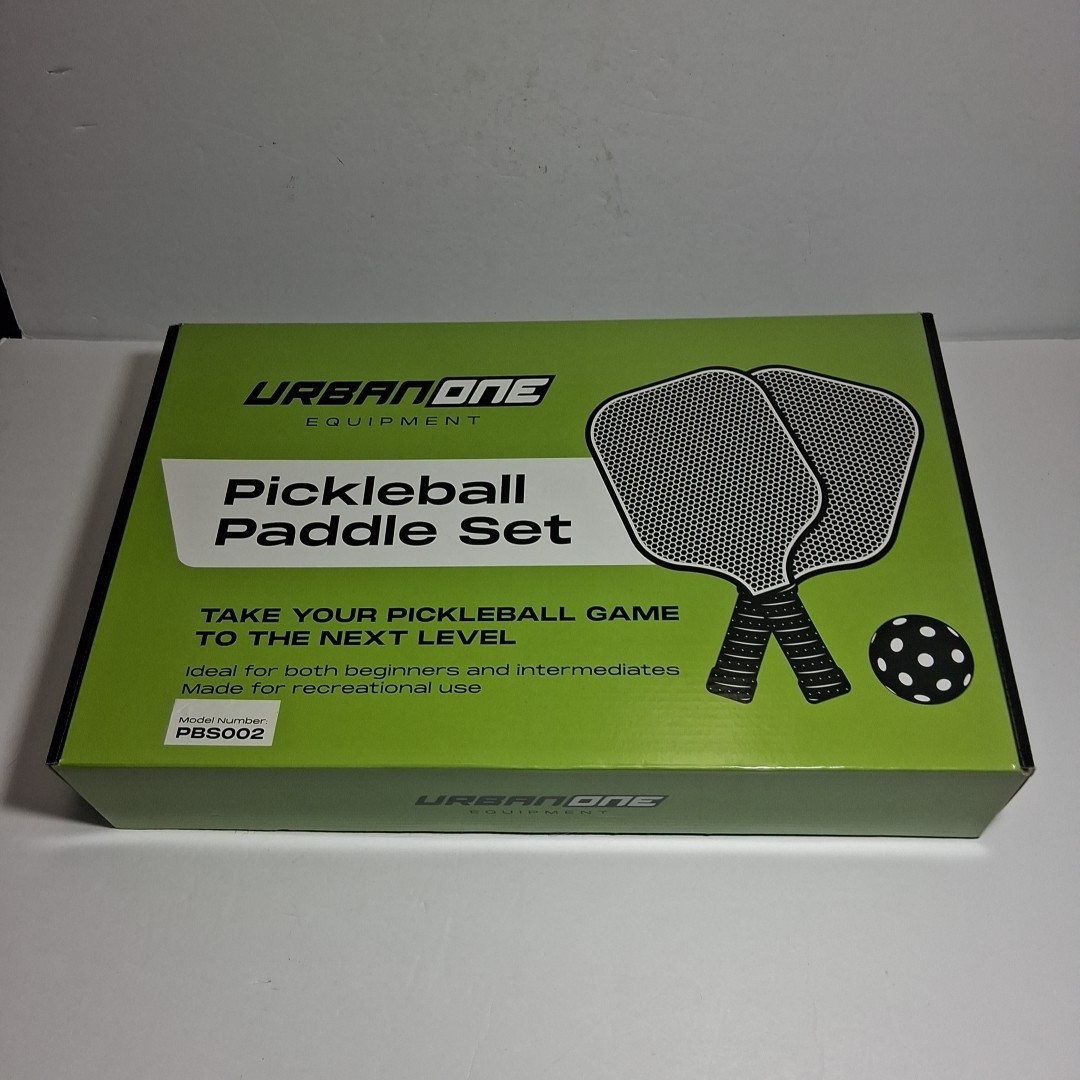 URBANONE
EQUIPMENT
Pickleball
Paddle Set
TAKE YOUR PICKLEBALL GAME
TO THE NEXT LEVEL
Ideal for both beginners and intermediates
Made for recreational use
Model Number:
PBS002
URBANONE
EQUIPMENT